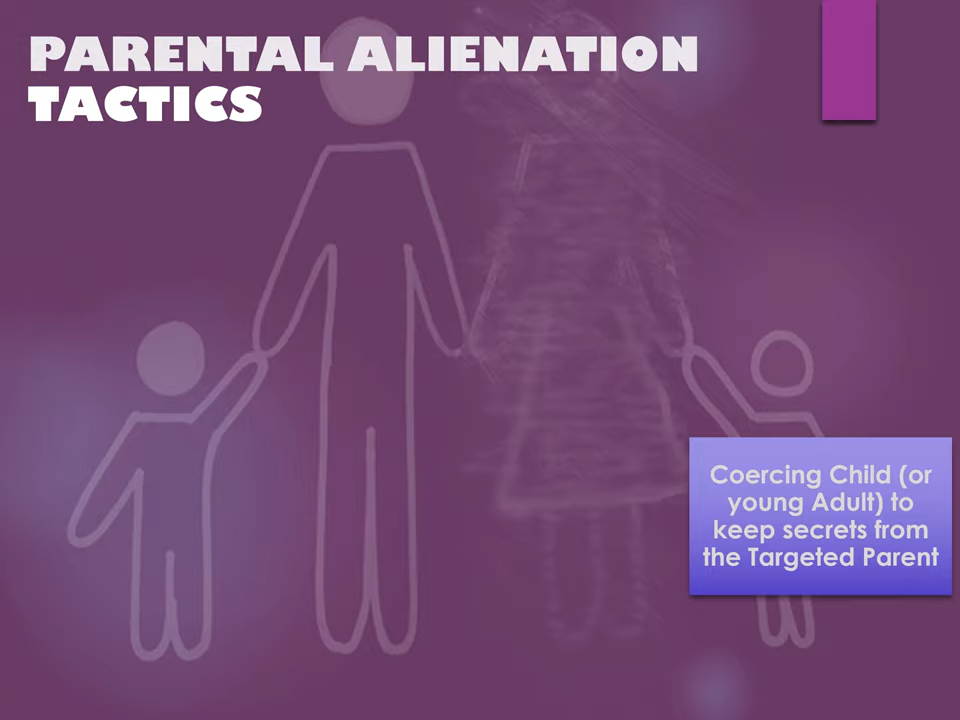 PARENTAL ALIENATION
TACTICS
Coercing Child (or
young Adult) to
keep secrets from
the Targeted Parent